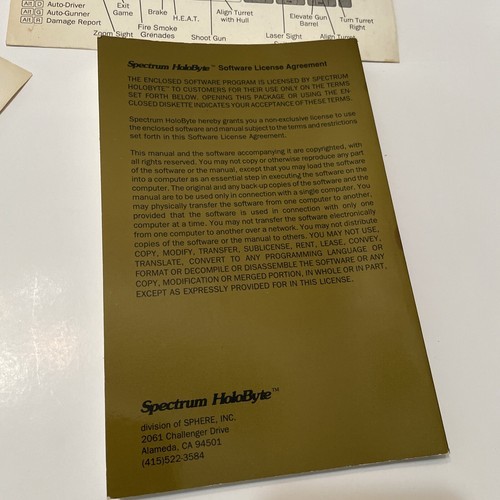 Alt D Auto-Driver
Alt G Auto-Gunner
Alt R Damage Report
Exit
Game
Brake
H.E.A.T.
Align Turret
with Hull
Elevate Gun
Barrel
Turn Turret
Right
Zoom Sight
Fire Smoke
Grenades
Shoot Gun
Laser Sight
Align Turret
Spectrum HoloByte™ Software License Agreement
THE ENCLOSED SOFTWARE PROGRAM IS LICENSED BY SPECTRUM
HOLOBYTE™ TO CUSTOMERS FOR THEIR USE ONLY ON THE TERMS
SET FORTH BELOW. OPENING THIS PACKAGE OR USING THE EN
CLOSED DISKETTE INDICATES YOUR ACCEPTANCE OF THESE TERMS.
Spectrum HoloByte hereby grants you a non-exclusive license to use
the enclosed software and manual subject to the terms and restrictions
set forth in this Software License Agreement.
This manual and the software accompanying it are copyrighted, with
all rights reserved. You may not copy or otherwise reproduce any part
of the software or manual, except that you may load the software
into a computer as an essential step in executing the software on the
computer. The original and any back-up copies of the software and the
manual are to be used only in connection with a single computer. You
may physically transfer the software from one computer to another,
provided that the software is used in connection with only one
computer at a time. You may not transfer the software electronically
from one computer to another over a network. You may not distribute
copies of the software or the manual to others. YOU MAY NOT USE,
COPY, MODIFY, TRANSFER, SUBLICENSE, RENT, LEASE, CONVEY,
TRANSLATE, CONVERT TO ANY PROGRAMMING LANGUAGE OR
FORMAT OR DECOMPILE OR DISASSEMBLE THE SOFTWARE OR ANY
COPY, MODIFICATION OR MERGED PORTION, IN WHOLE OR IN PART,
EXCEPT AS EXPRESSLY PROVIDED FOR IN THIS LICENSE.
Spectrum HoloByte™
division of SPHERE, INC.
2061 Challenger Drive
Alameda, CA 94501
(415)522-3584